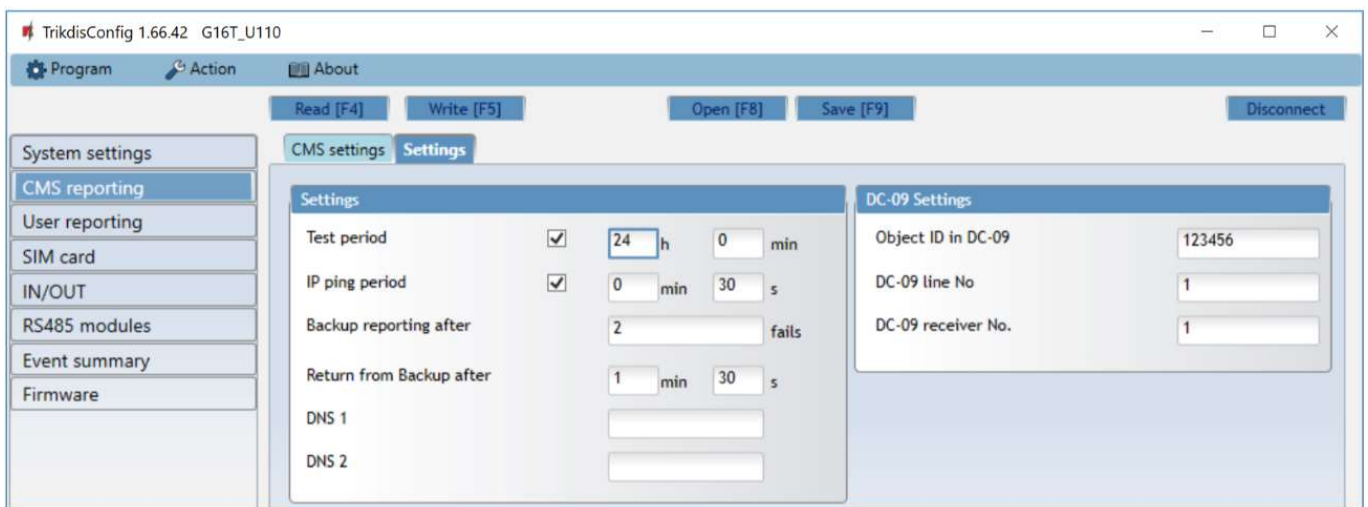 TrikdisConfig 1.66.42 G16T_U110
Program Action About
Read [F4] Write [F5] Open [F8] Save [F9] Disconnect
System settings
CMS reporting
User reporting
SIM card
IN/OUT
RS485 modules
Event summary
Firmware
CMS settings Settings
Settings
Test period 24 h 0 min
IP ping period 0 min 30 s
Backup reporting after 2 fails
Return from Backup after 1 min 30 s
DNS 1
DNS 2
DC-09 Settings
Object ID in DC-09 123456
DC-09 line No 1
DC-09 receiver No. 1